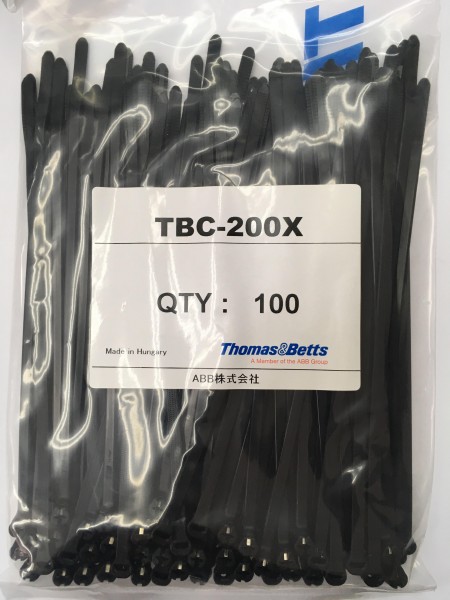 TBC-200X
QTY : 100
Made in Hungary
Thomas&Betts
A Member of the ABB Group
ABB株式会社